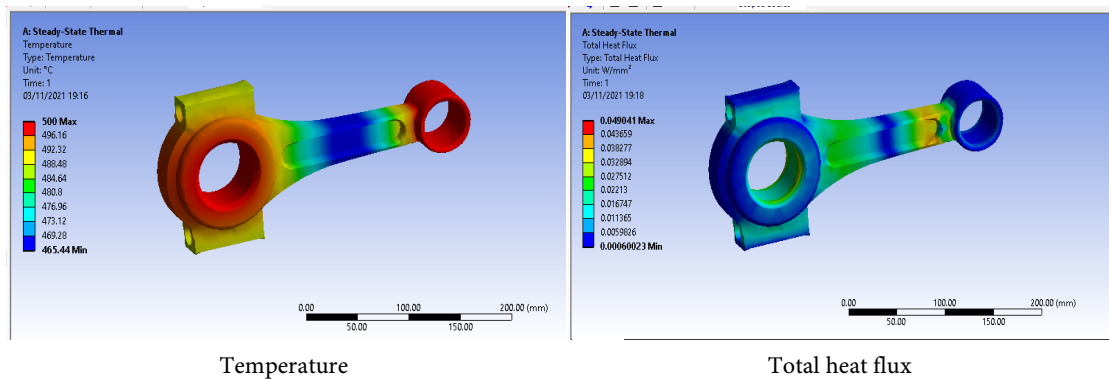 A: Steady-State Thermal
Temperature
Type: Temperature
Unit: °C
Time: 1
03/11/2021 19:16
500 Max
496.16
492.32
488.48
484.64
480.8
476.96
473.12
469.28
465.44 Min
0.00 100.00 200.00 (mm)
50.00 150.00
A: Steady-State Thermal
Total Heat Flux
Type: Total Heat Flux
Unit: W/mm²
Time: 1
03/11/2021 19:18
0.049041 Max
0.043659
0.038277
0.032894
0.027512
0.02213
0.016747
0.011365
0.0059826
0.00060023 Min
0.00 100.00 200.00 (mm)
50.00 150.00
Temperature
Total heat flux